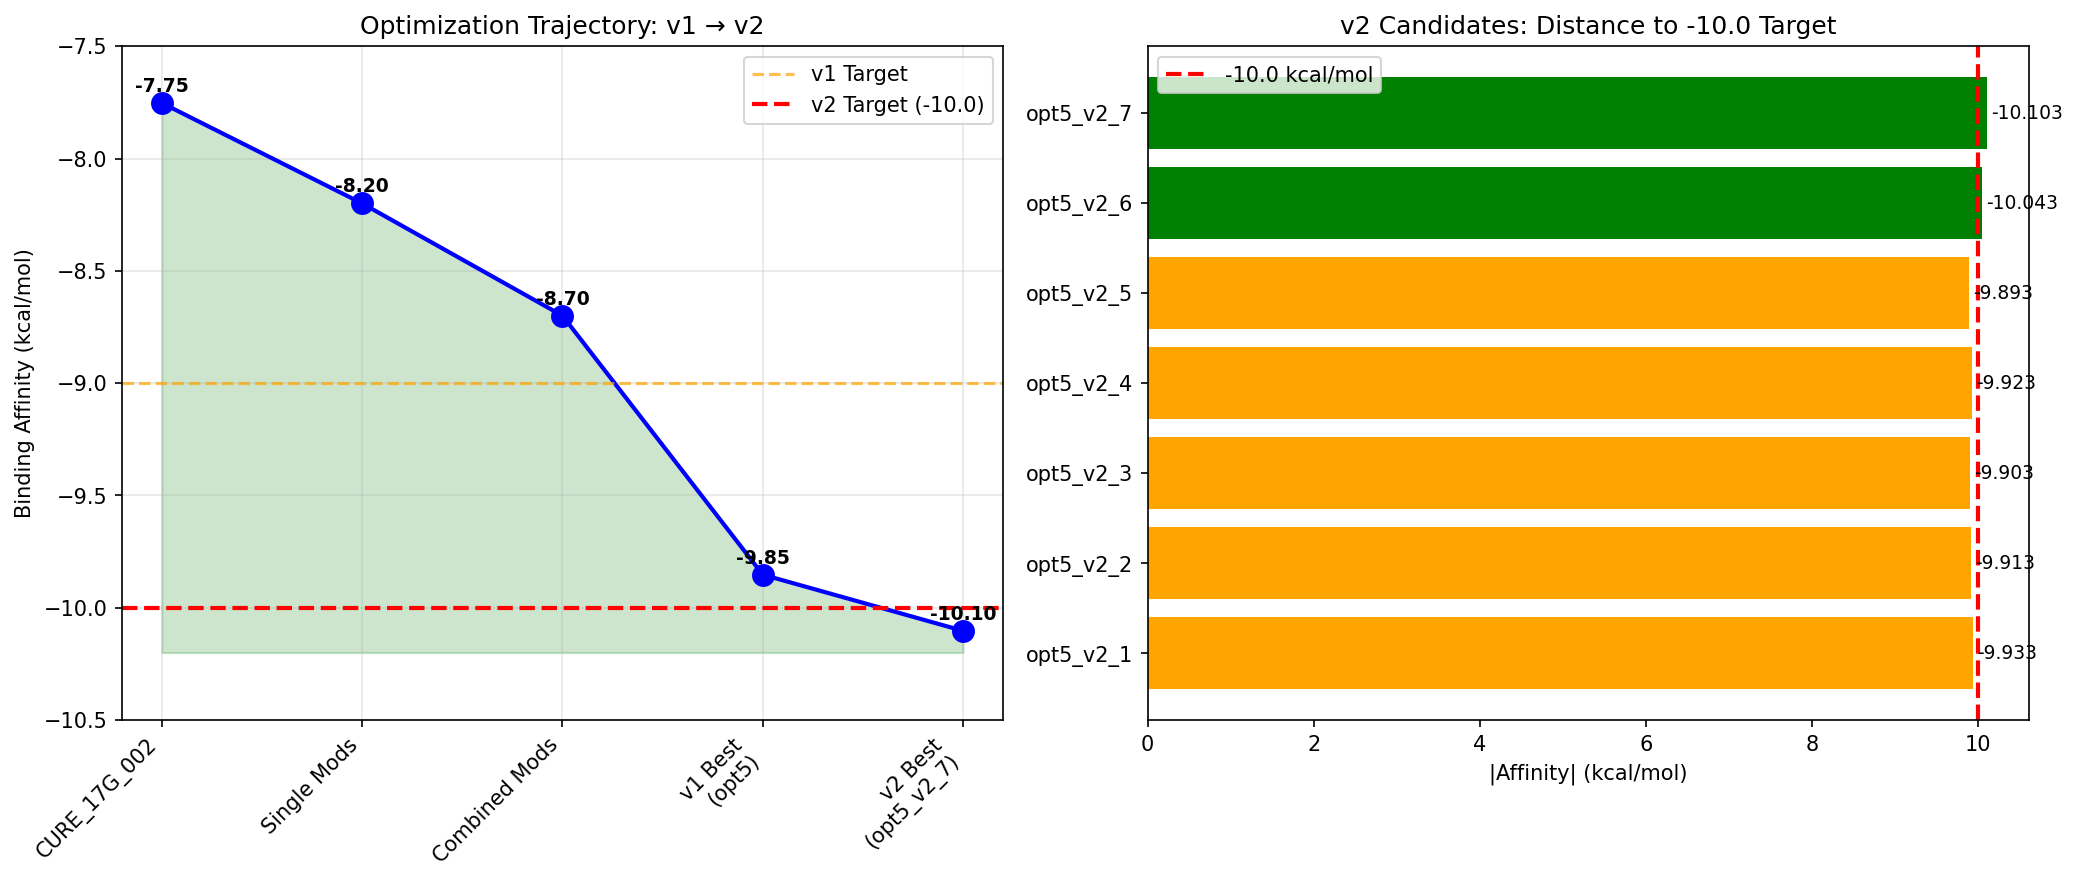 Optimization Trajectory: v1 → v2
Binding Affinity (kcal/mol)
−7.5
−8.0
−8.5
−9.0
−9.5
−10.0
−10.5
v1 Target
v2 Target (-10.0)
-7.75
-8.20
-8.70
-9.85
-10.10
CURE_17G_002
Single Mods
Combined Mods
v1 Best
(opt5)
v2 Best
(opt5_v2_7)
v2 Candidates: Distance to -10.0 Target
-10.0 kcal/mol
opt5_v2_7
-10.103
opt5_v2_6
-10.043
opt5_v2_5
-9.893
opt5_v2_4
-9.923
opt5_v2_3
-9.903
opt5_v2_2
-9.913
opt5_v2_1
-9.933
0
2
4
6
8
10
|Affinity| (kcal/mol)